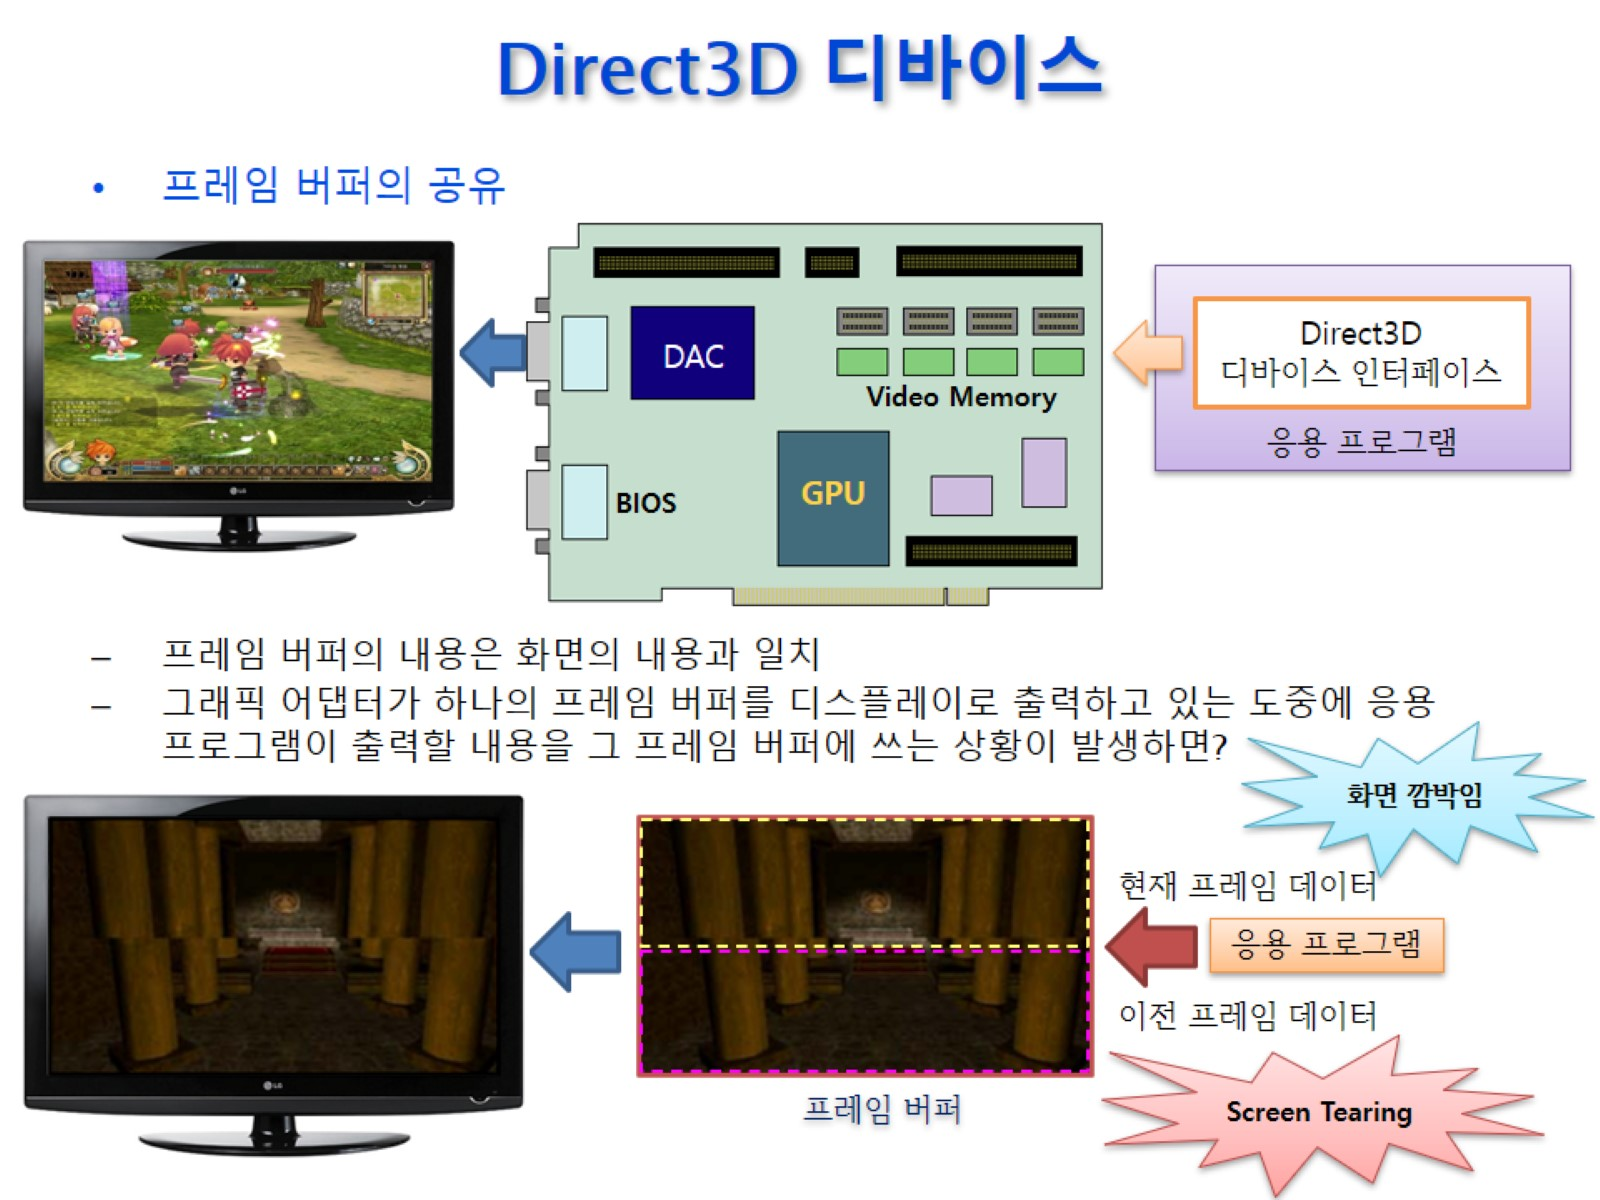 Direct3D 디바이스
• 프레임 버퍼의 공유
DAC
Video Memory
BIOS
GPU
Direct3D
디바이스 인터페이스
응용 프로그램
LG
– 프레임 버퍼의 내용은 화면의 내용과 일치
– 그래픽 어댑터가 하나의 프레임 버퍼를 디스플레이로 출력하고 있는 도중에 응용
프로그램이 출력할 내용을 그 프레임 버퍼에 쓰는 상황이 발생하면?
화면 깜박임
현재 프레임 데이터
응용 프로그램
이전 프레임 데이터
LG
프레임 버퍼
Screen Tearing